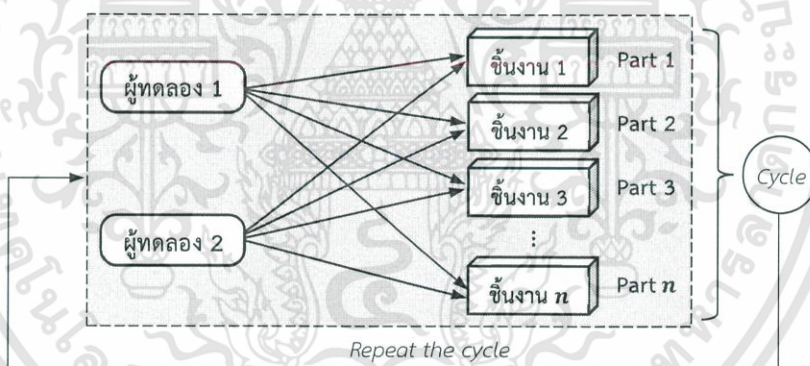 ผู้ทดลอง 1
ชิ้นงาน 1 Part 1
ชิ้นงาน 2 Part 2
ชิ้นงาน 3 Part 3
ผู้ทดลอง 2
⋮
ชิ้นงาน n Part n
Cycle
Repeat the cycle